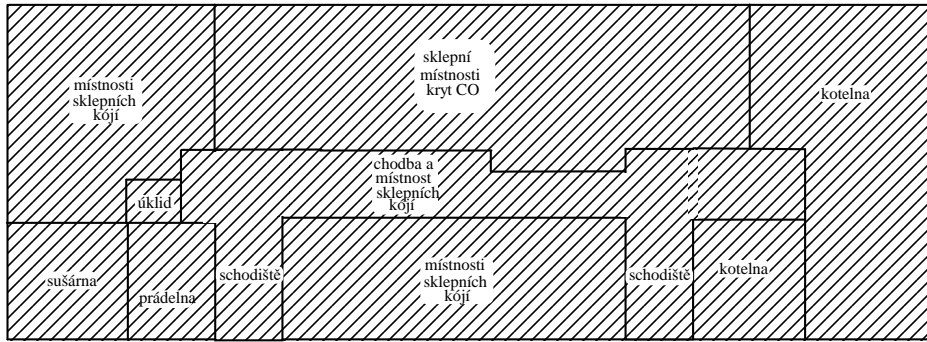 místnosti
sklepních
kójí
sklepní
místnosti
kryt CO
kotelna
chodba a
místnost
sklepních
kójí
úklid
sušárna
prádelna
schodiště
místnosti
sklepních
kójí
schodiště
kotelna